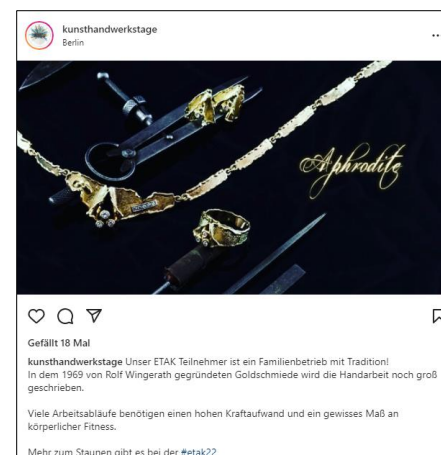 kunsthandwerkstage
Berlin
Aphrodite
Gefällt 18 Mal
kunsthandwerkstage Unser ETAK Teilnehmer ist ein Familienbetrieb mit Tradition!
In dem 1969 von Rolf Wingerath gegründeten Goldschmiede wird die Handarbeit noch groß
geschrieben.
Viele Arbeitsabläufe benötigen einen hohen Kraftaufwand und ein gewisses Maß an
körperlicher Fitness.
Mehr zum Staunen gibt es bei der #etak22